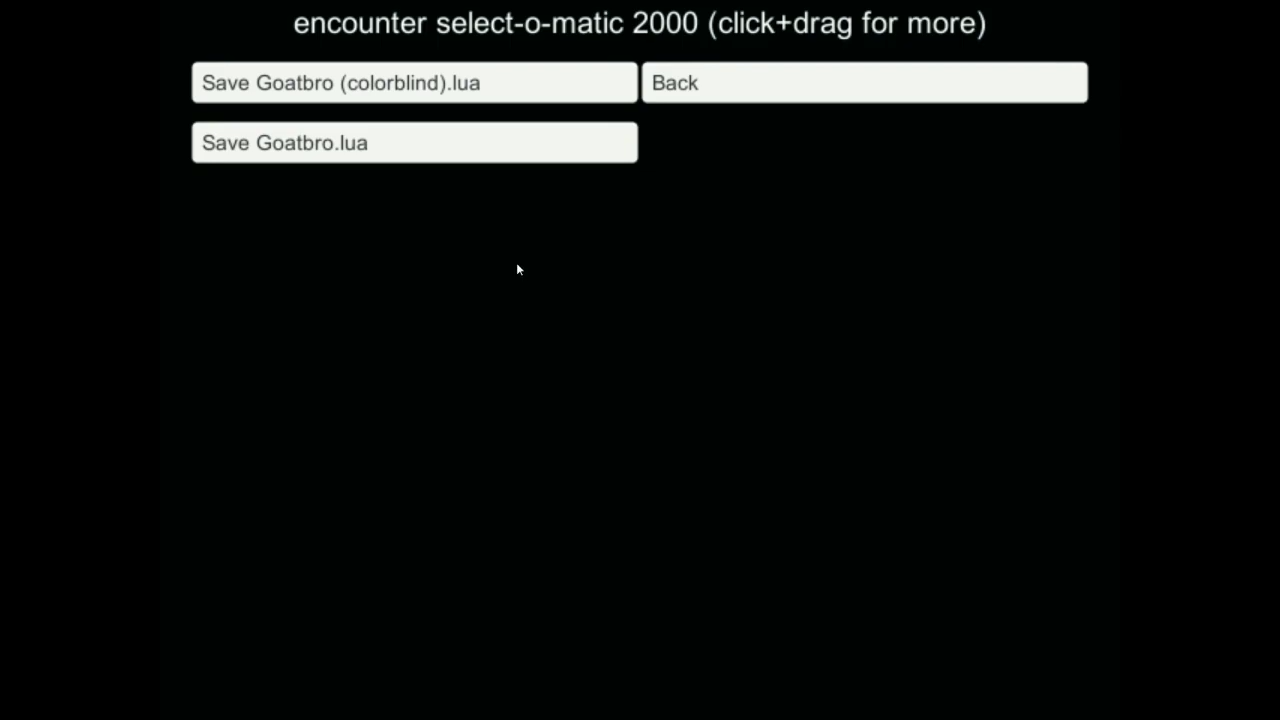 encounter select-o-matic 2000 (click+drag for more)
Save Goatbro (colorblind).lua
Back
Save Goatbro.lua